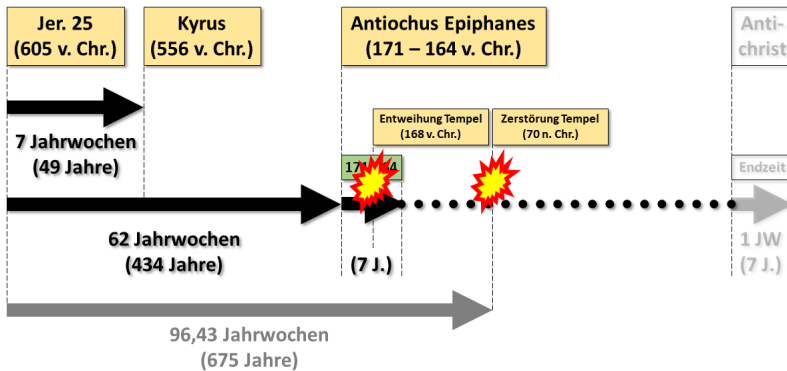 Jer. 25
(605 v. Chr.)
Kyrus
(556 v. Chr.)
Antiochus Epiphanes
(171 – 164 v. Chr.)
Anti-
christ
7 Jahrwochen
(49 Jahre)
Entweihung Tempel
(168 v. Chr.)
Zerstörung Tempel
(70 n. Chr.)
Endzeit
62 Jahrwochen
(434 Jahre)
(7 J.)
1 JW
(7 J.)
96,43 Jahrwochen
(675 Jahre)